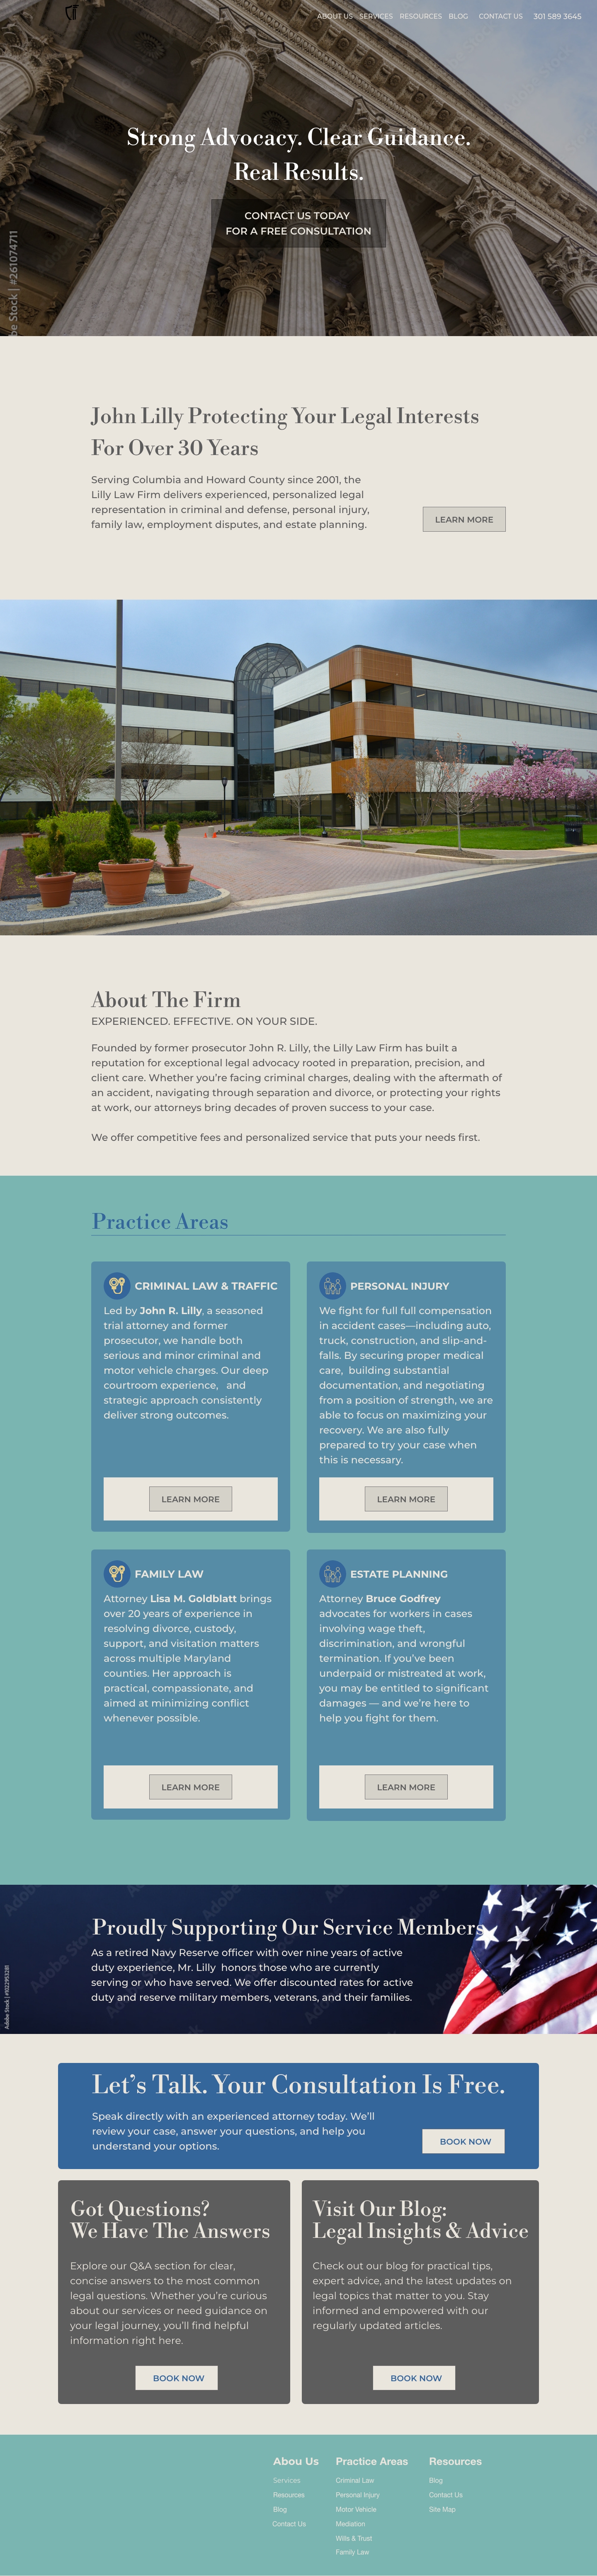 ABOUT US SERVICES RESOURCES BLOG CONTACT US 301 589 3645
Strong Advocacy. Clear Guidance.
Real Results.
CONTACT US TODAY
FOR A FREE CONSULTATION
be Stock | #261074711
John Lilly Protecting Your Legal Interests
For Over 30 Years
Serving Columbia and Howard County since 2001, the
Lilly Law Firm delivers experienced, personalized legal
representation in criminal and defense, personal injury,
family law, employment disputes, and estate planning.
LEARN MORE
About The Firm
EXPERIENCED. EFFECTIVE. ON YOUR SIDE.
Founded by former prosecutor John R. Lilly, the Lilly Law Firm has built a
reputation for exceptional legal advocacy rooted in preparation, precision, and
client care. Whether you're facing criminal charges, dealing with the aftermath of
an accident, navigating through separation and divorce, or protecting your rights
at work, our attorneys bring decades of proven success to your case.
We offer competitive fees and personalized service that puts your needs first.
Practice Areas
CRIMINAL LAW & TRAFFIC
Led by John R. Lilly, a seasoned
trial attorney and former
prosecutor, we handle both
serious and minor criminal and
motor vehicle charges. Our deep
courtroom experience, and
strategic approach consistently
deliver strong outcomes.
LEARN MORE
PERSONAL INJURY
We fight for full full compensation
in accident cases—including auto,
truck, construction, and slip-and-
falls. By securing proper medical
care, building substantial
documentation, and negotiating
from a position of strength, we are
able to focus on maximizing your
recovery. We are also fully
prepared to try your case when
this is necessary.
LEARN MORE
FAMILY LAW
Attorney Lisa M. Goldblatt brings
over 20 years of experience in
resolving divorce, custody,
support, and visitation matters
across multiple Maryland
counties. Her approach is
practical, compassionate, and
aimed at minimizing conflict
whenever possible.
LEARN MORE
ESTATE PLANNING
Attorney Bruce Godfrey
advocates for workers in cases
involving wage theft,
discrimination, and wrongful
termination. If you've been
underpaid or mistreated at work,
you may be entitled to significant
damages — and we're here to
help you fight for them.
LEARN MORE
Proudly Supporting Our Service Members
As a retired Navy Reserve officer with over nine years of active
duty experience, Mr. Lilly honors those who are currently
serving or who have served. We offer discounted rates for active
duty and reserve military members, veterans, and their families.
Let's Talk. Your Consultation Is Free.
Speak directly with an experienced attorney today. We'll
review your case, answer your questions, and help you
understand your options.
BOOK NOW
Got Questions?
We Have The Answers
Explore our Q&A section for clear,
concise answers to the most common
legal questions. Whether you're curious
about our services or need guidance on
your legal journey, you'll find helpful
information right here.
BOOK NOW
Visit Our Blog:
Legal Insights & Advice
Check out our blog for practical tips,
expert advice, and the latest updates on
legal topics that matter to you. Stay
informed and empowered with our
regularly updated articles.
BOOK NOW
Abou Us
Services
Resources
Blog
Contact Us
Practice Areas
Criminal Law
Personal Injury
Motor Vehicle
Mediation
Wills & Trust
Family Law
Resources
Blog
Contact Us
Site Map